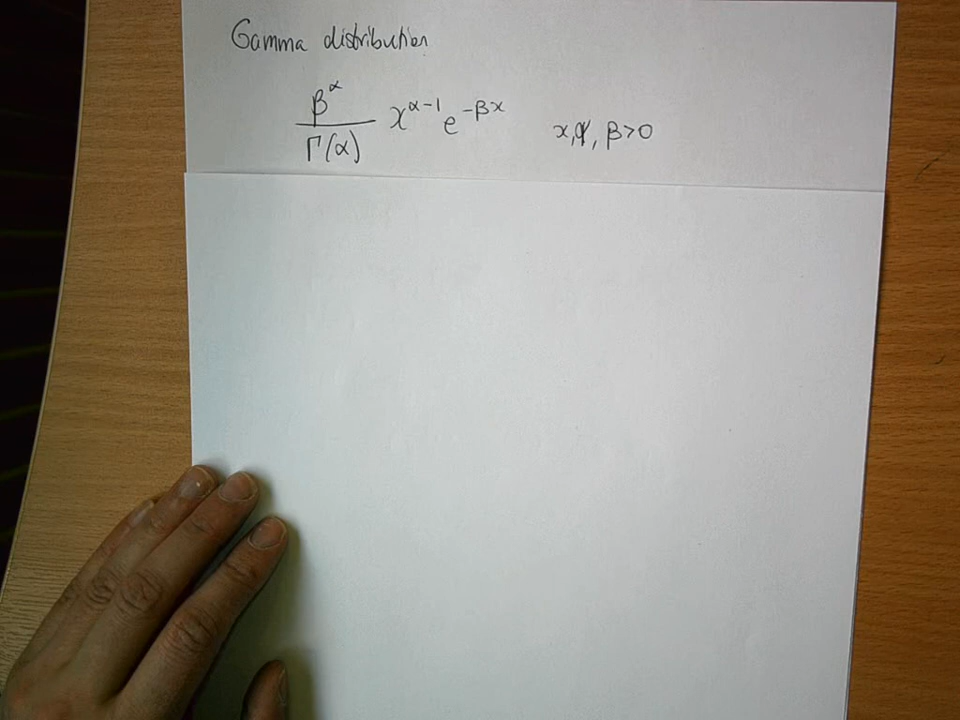 Gamma distribution
β^α / Γ(α) x^(α-1) e^(-βx) x, α, β>0